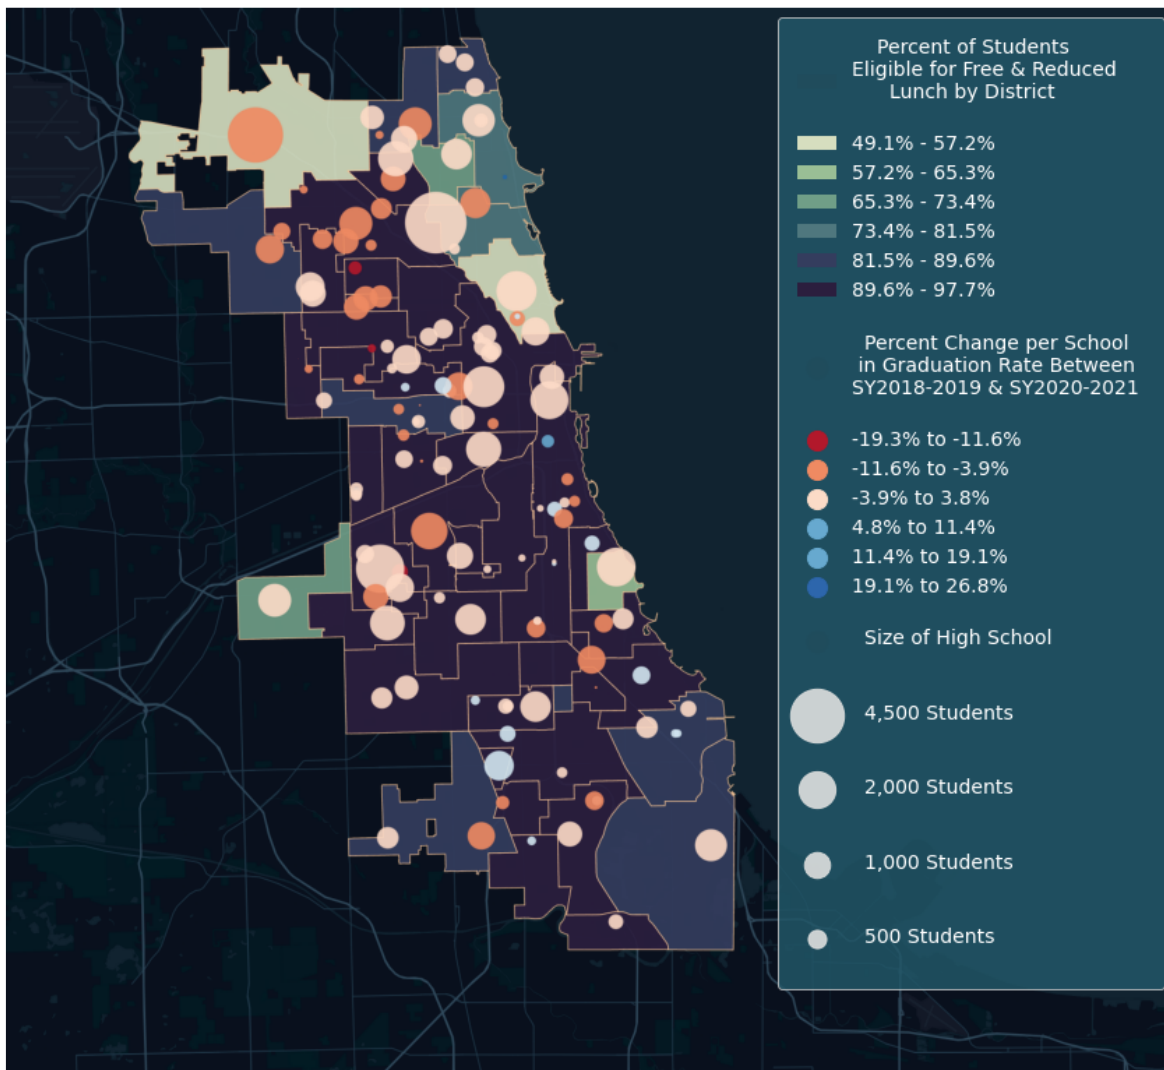 Percent of Students
Eligible for Free & Reduced
Lunch by District
49.1% - 57.2%
57.2% - 65.3%
65.3% - 73.4%
73.4% - 81.5%
81.5% - 89.6%
89.6% - 97.7%
Percent Change per School
in Graduation Rate Between
SY2018-2019 & SY2020-2021
-19.3% to -11.6%
-11.6% to -3.9%
-3.9% to 3.8%
4.8% to 11.4%
11.4% to 19.1%
19.1% to 26.8%
Size of High School
4,500 Students
2,000 Students
1,000 Students
500 Students